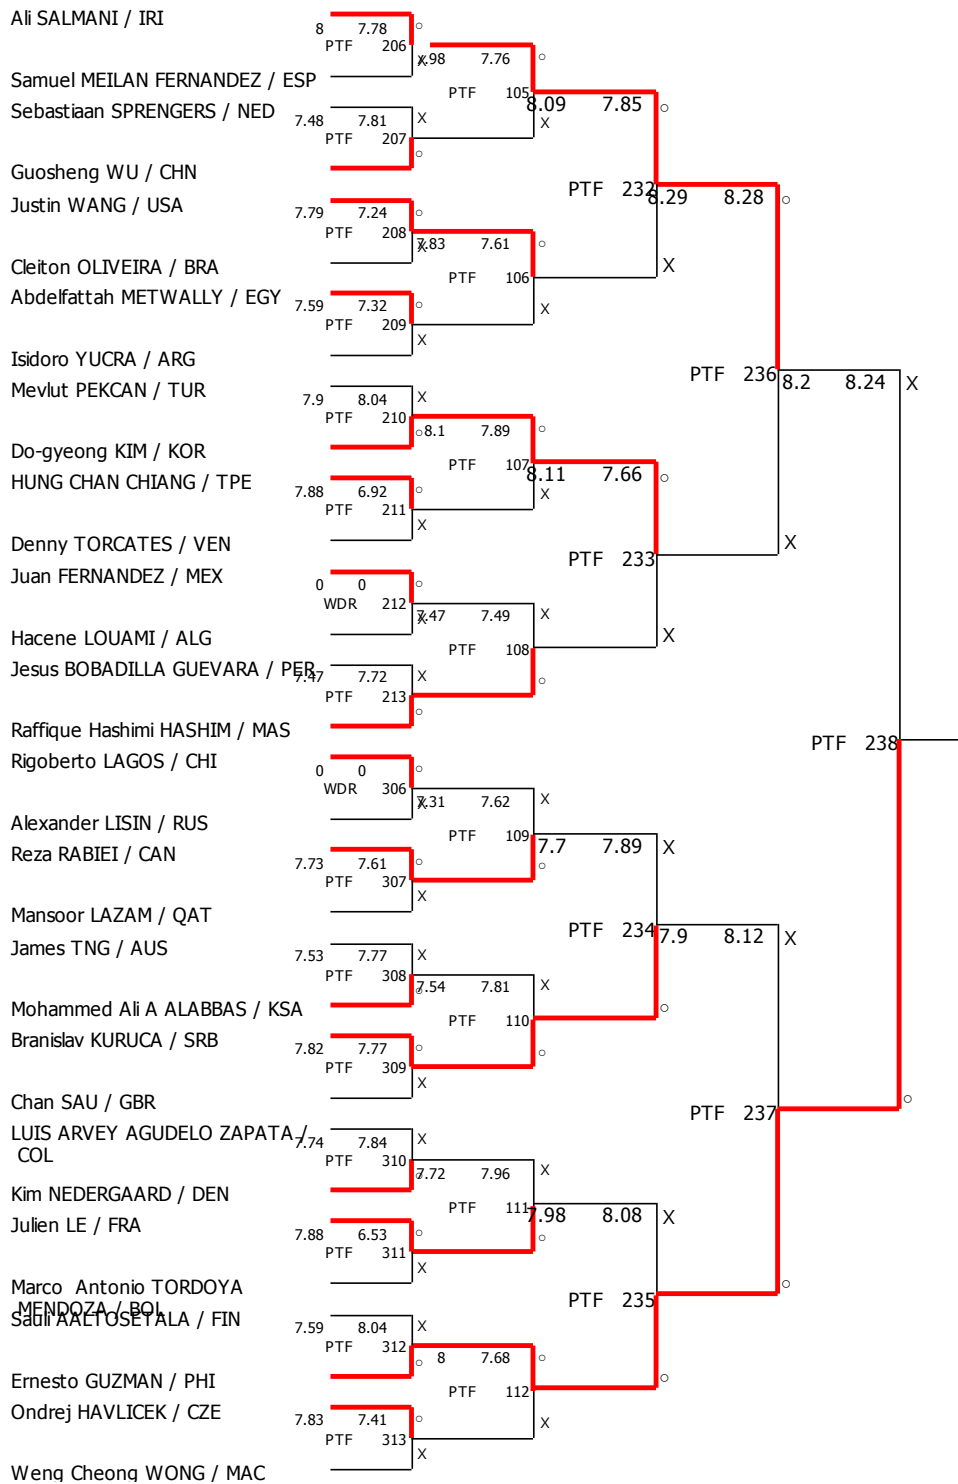 Ali SALMANI / IRI
8 7.78
PTF 206
Samuel MEILAN FERNANDEZ / ESP
Sebastiaan SPRENGERS / NED
7.48 7.81
PTF 207
Guosheng WU / CHN
Justin WANG / USA
7.79 7.24
PTF 208
Cleiton OLIVEIRA / BRA
Abdelfattah METWALLY / EGY
7.59 7.32
PTF 209
Isidoro YUCRA / ARG
Mevlut PEKCAN / TUR
7.9 8.04
PTF 210
Do-gyeong KIM / KOR
HUNG CHAN CHIANG / TPE
7.88 6.92
PTF 211
Denny TORCATES / VEN
Juan FERNANDEZ / MEX
0 0
WDR 212
Hacene LOUAMI / ALG
Jesus BOBADILLA GUEVARA / PER
7.47 7.72
PTF 213
Raffique Hashimi HASHIM / MAS
Rigoberto LAGOS / CHI
0 0
WDR 306
Alexander LISIN / RUS
Reza RABIEI / CAN
7.73 7.61
PTF 307
Mansoor LAZAM / QAT
James TNG / AUS
7.53 7.77
PTF 308
Mohammed Ali A ALABBAS / KSA
Branislav KURUCA / SRB
7.82 7.77
PTF 309
Chan SAU / GBR
LUIS ARVEY AGUDELO ZAPATA /
COL
7.74 7.84
PTF 310
Kim NEDERGAARD / DEN
Julien LE / FRA
7.88 6.53
PTF 311
Marco Antonio TORDOYA
MENDOZA / BOL
Sauli AALTOSETALA / FIN
7.59 8.04
PTF 312
Ernesto GUZMAN / PHI
Ondrej HAVLICEK / CZE
7.83 7.41
PTF 313
Weng Cheong WONG / MAC
7.98 7.76
PTF 105
7.83 7.61
PTF 106
8.1 7.89
PTF 107
7.47 7.49
PTF 108
7.31 7.62
PTF 109
7.54 7.81
PTF 110
7.72 7.96
PTF 111
8 7.68
PTF 112
8.09 7.85
PTF 232
8.11 7.66
PTF 233
7.7 7.89
PTF 234
7.98 8.08
PTF 235
8.29 8.28
PTF 236
7.9 8.12
PTF 237
8.2 8.24
PTF 238